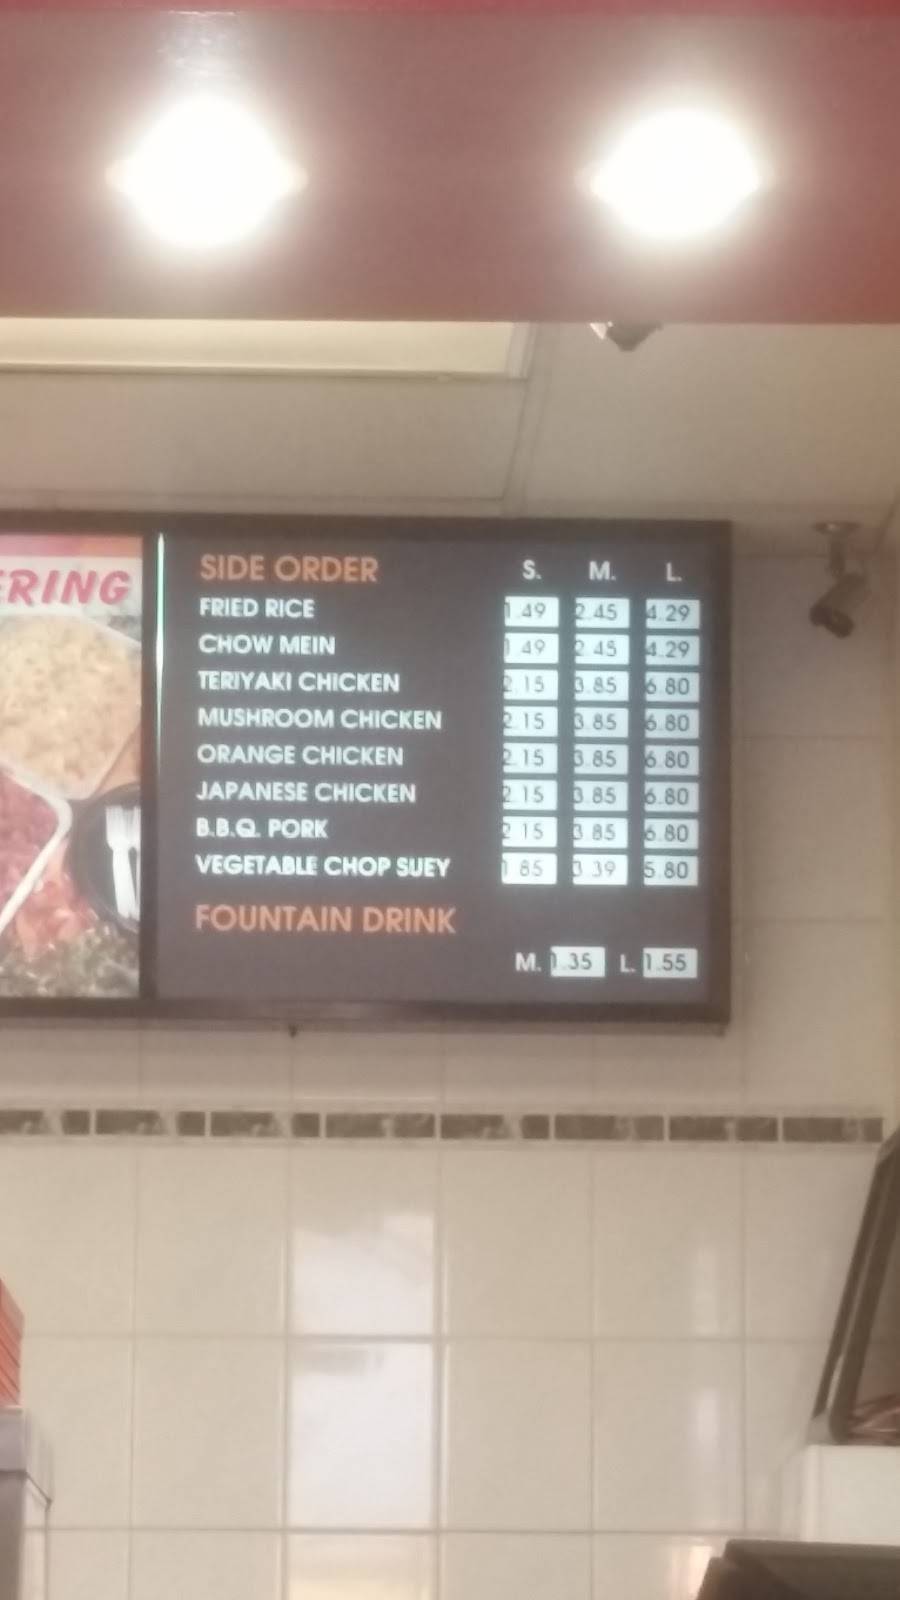 ERING
SIDE ORDER S. M. L.
FRIED RICE 1.49 2.45 4.29
CHOW MEIN 1.49 2.45 4.29
TERIYAKI CHICKEN 2.15 3.85 6.80
MUSHROOM CHICKEN 2.15 3.85 6.80
ORANGE CHICKEN 2.15 3.85 6.80
JAPANESE CHICKEN 2.15 3.85 6.80
B.B.Q. PORK 2.15 3.85 6.80
VEGETABLE CHOP SUEY 1.85 3.39 5.80
FOUNTAIN DRINK
M. 1.35 L. 1.55